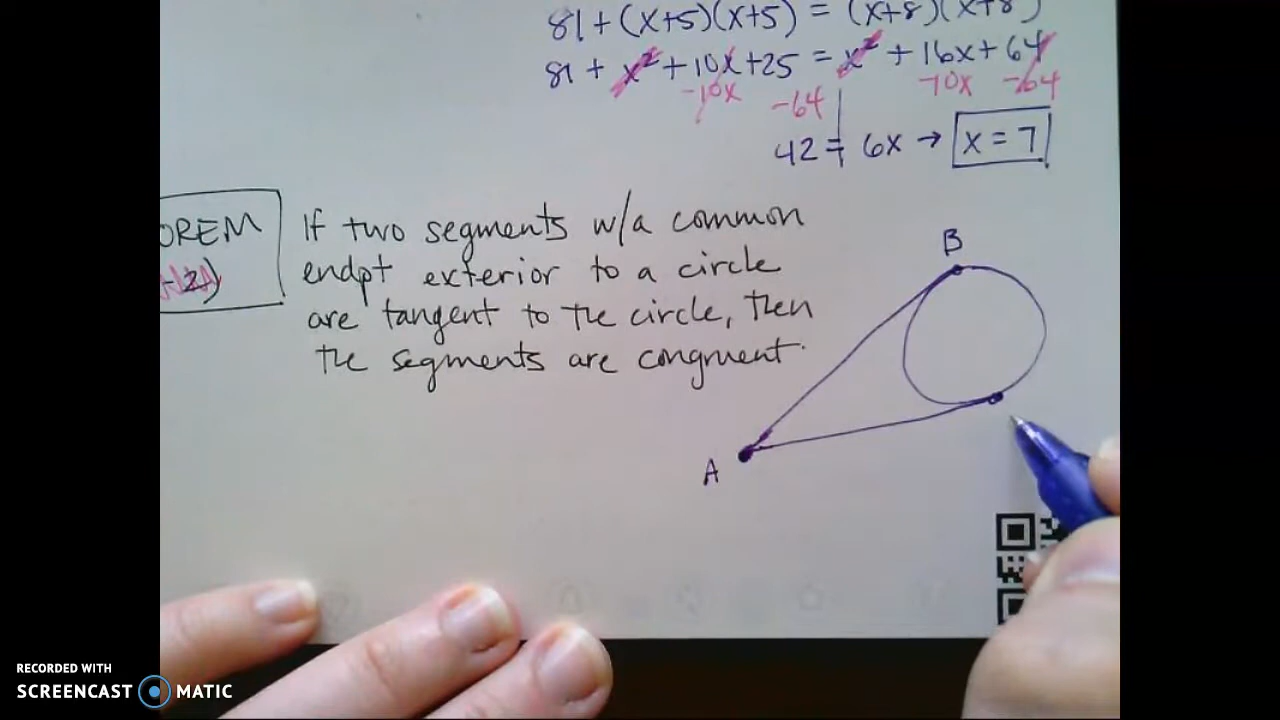 81 + (x+5)(x+5) = (x+8)(x+8)
81 + x² + 10x + 25 = x² + 16x + 64
-10x -64 -10x -64
42 = 6x → x = 7
OREM
2)
If two segments w/a common
endpt exterior to a circle
are tangent to the circle, then
the segments are congruent.
B
A
RECORDED WITH
SCREENCAST MATIC